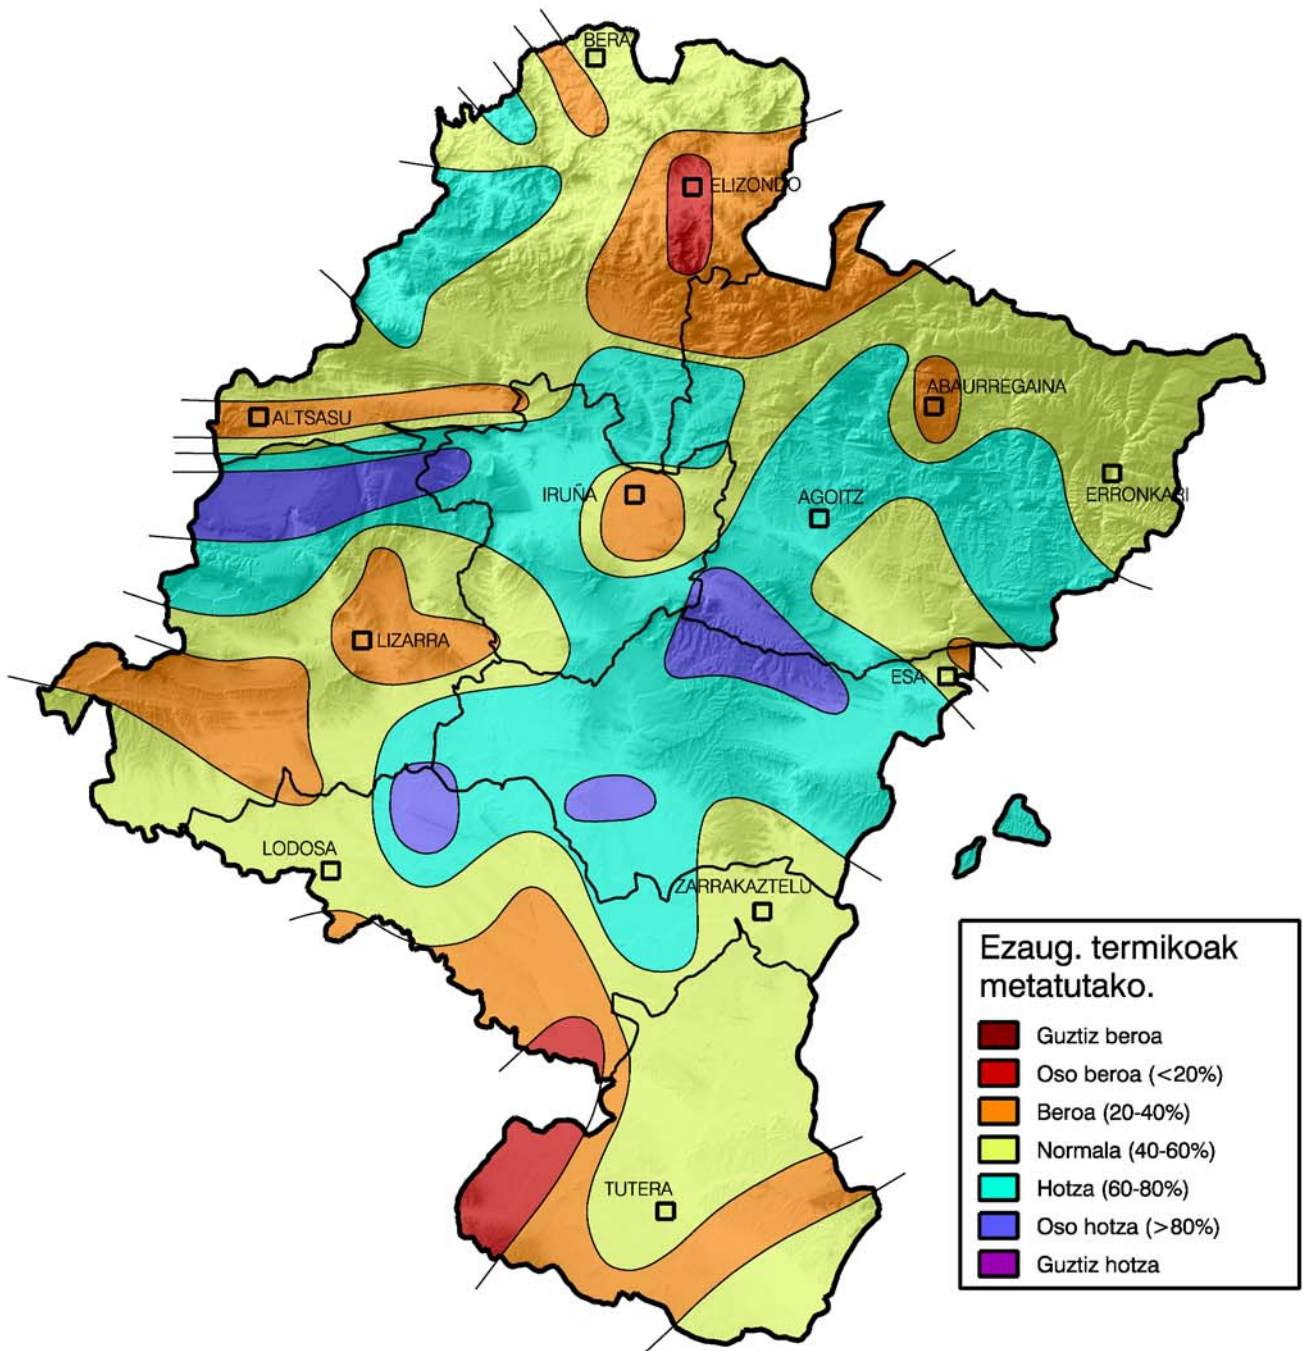 BERA
ELIZONDO
ABAURREGAINA
ALTSASU
ERRONKARI
IRUÑA
AGOITZ
LIZARRA
ESA
LODOSA
ZARRAKAZTELU
TUTERA
Ezaug. termikoak
metatutako.
Guztiz beroa
Oso beroa (<20%)
Beroa (20-40%)
Normala (40-60%)
Hotza (60-80%)
Oso hotza (>80%)
Guztiz hotza